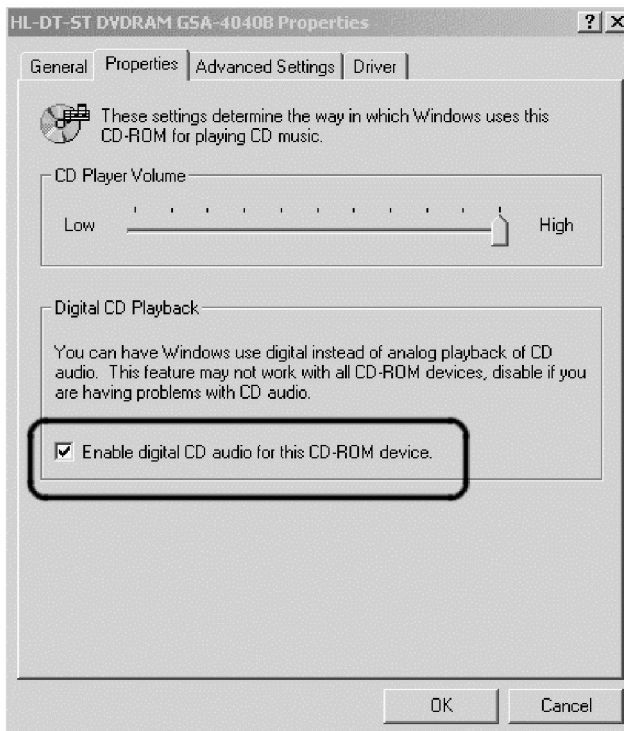 HL-DT-ST DVDRAM GSA-4040B Properties
General Properties Advanced Settings Driver
These settings determine the way in which Windows uses this
CD-ROM for playing CD music.
CD Player Volume
Low High
Digital CD Playback
You can have Windows use digital instead of analog playback of CD
audio. This feature may not work with all CD-ROM devices, disable if you
are having problems with CD audio.
Enable digital CD audio for this CD-ROM device.
OK Cancel